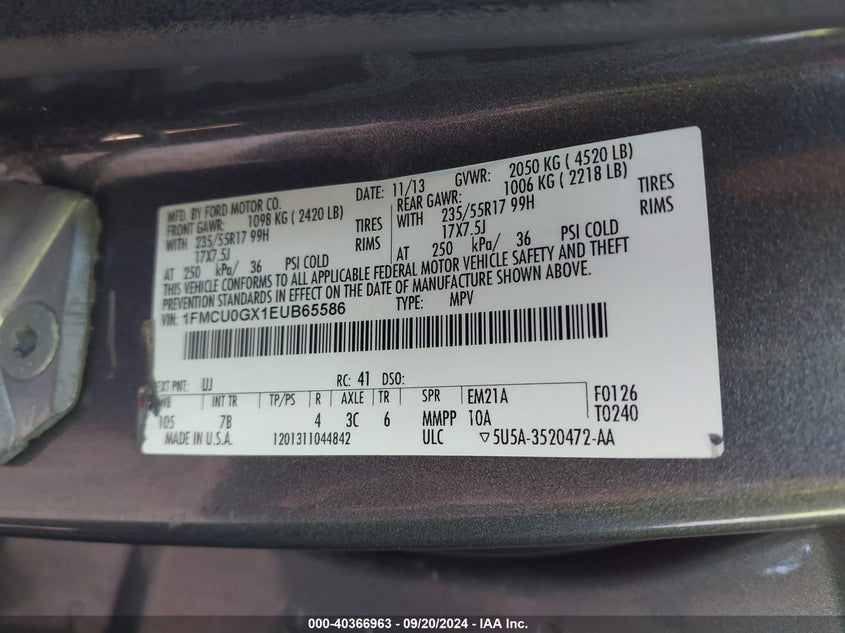 MFD. BY FORD MOTOR CO. DATE: 11/13 GVWR: 2050 KG ( 4520 LB)
FRONT GAWR: 1098 KG ( 2420 LB) REAR GAWR: 1006 KG ( 2218 LB)
WITH 235/55R17 99H TIRES WITH 235/55R17 99H TIRES
17X7.5J RIMS 17X7.5J RIMS
AT 250 kPa/ 36 PSI COLD AT 250 kPa/ 36 PSI COLD
THIS VEHICLE CONFORMS TO ALL APPLICABLE FEDERAL MOTOR VEHICLE SAFETY AND THEFT
PREVENTION STANDARDS IN EFFECT ON THE DATE OF MANUFACTURE SHOWN ABOVE.
VIN: 1FMCU0GX1EUB65586 TYPE: MPV
EXT PNT: UJ RC: 41 DSO:
WB INT TR TP/PS R AXLE TR SPR EM21A F0126
105 7B 4 3C 6 MMPP 10A T0240
MADE IN U.S.A. 1201311044842 ULC ▽5U5A-3520472-AA
000-40366963 - 09/20/2024 - IAA Inc.